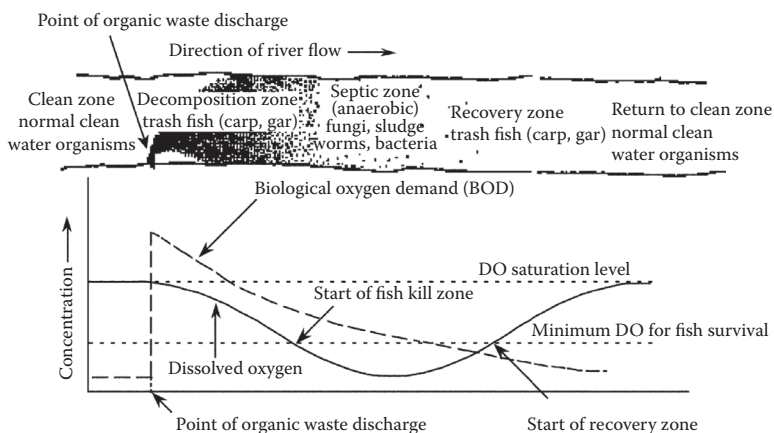 Point of organic waste discharge
Direction of river flow
Clean zone
normal clean
water organisms
Decomposition zone
trash fish (carp, gar)
Septic zone
(anaerobic)
fungi, sludge
worms, bacteria
Recovery zone
trash fish (carp, gar)
Return to clean zone
normal clean
water organisms
Biological oxygen demand (BOD)
DO saturation level
Start of fish kill zone
Minimum DO for fish survival
Concentration
Dissolved oxygen
Point of organic waste discharge
Start of recovery zone